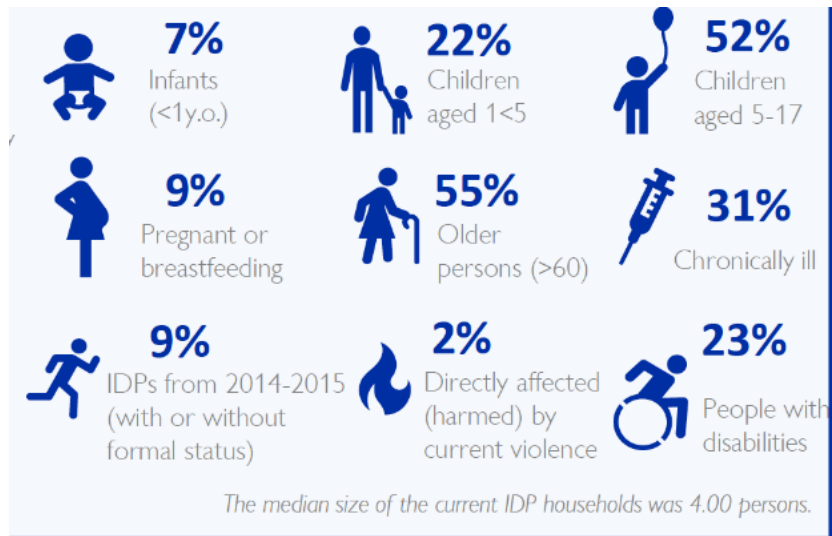 7%
Infants
(<1y.o.)
22%
Children
aged 1<5
52%
Children
aged 5-17
9%
Pregnant or
breastfeeding
55%
Older
persons (>60)
31%
Chronically ill
9%
IDPs from 2014-2015
(with or without
formal status)
2%
Directly affected
(harmed) by
current violence
23%
People with
disabilities
The median size of the current IDP households was 4.00 persons.